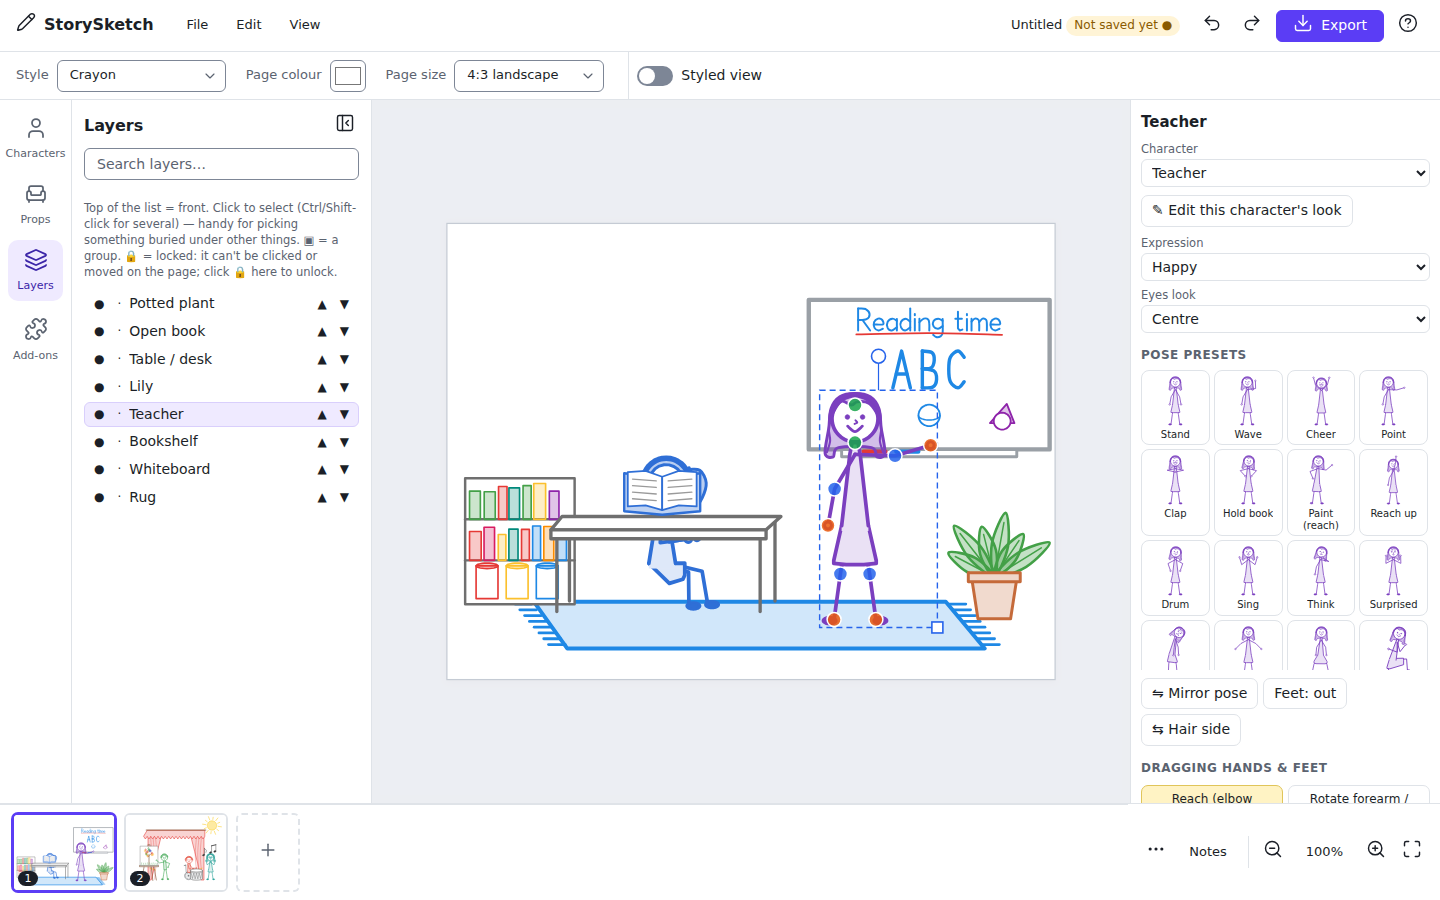 StorySketch
File
Edit
View
Untitled
Not saved yet ●
Export
Style
Crayon
Page colour
Page size
4:3 landscape
Styled view
Characters
Props
Layers
Add-ons
Layers
Search layers…
Top of the list = front. Click to select (Ctrl/Shift-
click for several) — handy for picking
something buried under other things. ▣ = a
group. 🔒 = locked: it can't be clicked or
moved on the page; click 🔒 here to unlock.
● · Potted plant ▲ ▼
● · Open book ▲ ▼
● · Table / desk ▲ ▼
● · Lily ▲ ▼
● · Teacher ▲ ▼
● · Bookshelf ▲ ▼
● · Whiteboard ▲ ▼
● · Rug ▲ ▼
Reading time
ABC
Teacher
Character
Teacher
✎ Edit this character's look
Expression
Happy
Eyes look
Centre
POSE PRESETS
Stand
Wave
Cheer
Point
Clap
Hold book
Paint
(reach)
Reach up
Drum
Sing
Think
Surprised
⇋ Mirror pose
Feet: out
⇆ Hair side
DRAGGING HANDS & FEET
Reach (elbow
Rotate forearm /
Reading time
ABC
1
2
Notes
100%